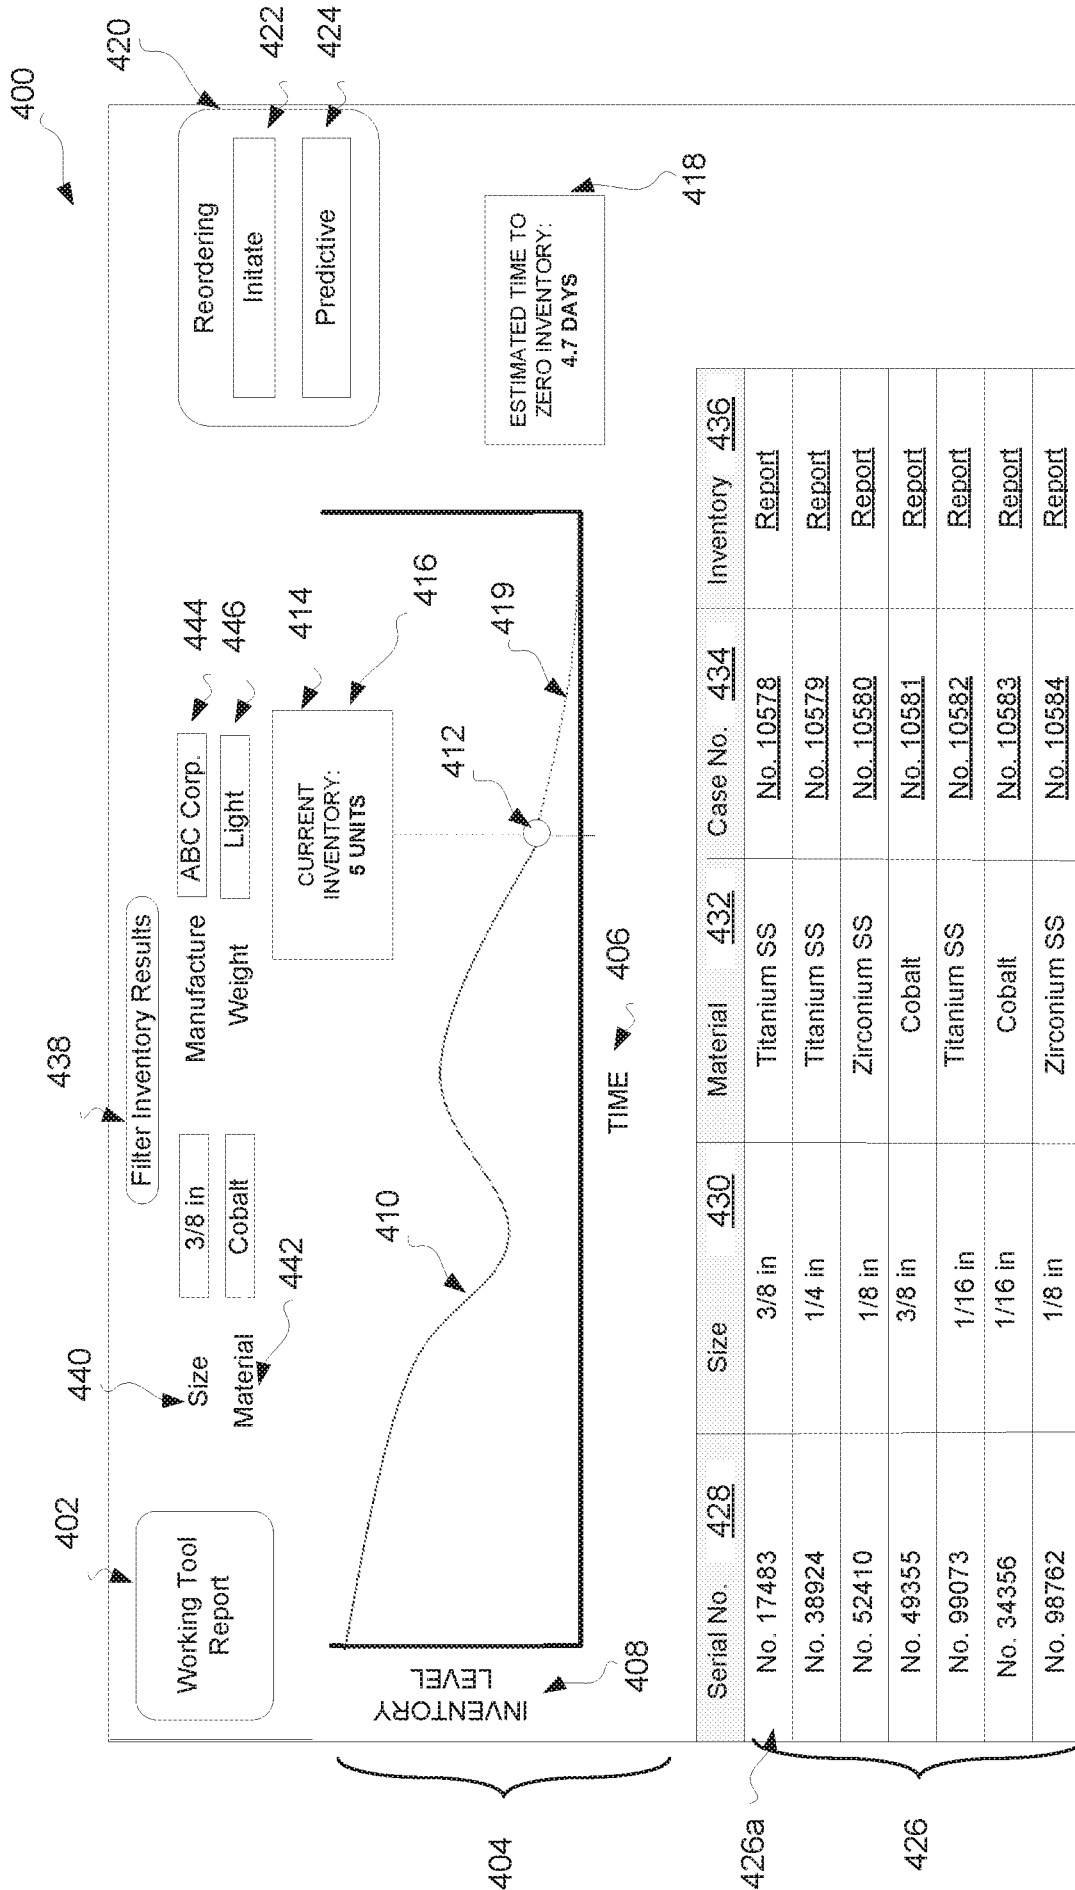 400
402
Working Tool
Report
438
Filter Inventory Results
440
Size
3/8 in
Manufacture
ABC Corp.
444
Material
Cobalt
442
Weight
Light
446
420
Reordering
Initate
422
Predictive
424
404
INVENTORY
LEVEL
408
410
CURRENT
INVENTORY:
5 UNITS
414
416
412
419
TIME
406
ESTIMATED TIME TO
ZERO INVENTORY:
4.7 DAYS
418
Serial No. 428 Size 430 Material 432 Case No. 434 Inventory 436
426a
No. 17483 3/8 in Titanium SS No. 10578 Report
No. 38924 1/4 in Titanium SS No. 10579 Report
No. 52410 1/8 in Zirconium SS No. 10580 Report
No. 49355 3/8 in Cobalt No. 10581 Report
No. 99073 1/16 in Titanium SS No. 10582 Report
No. 34356 1/16 in Cobalt No. 10583 Report
No. 98762 1/8 in Zirconium SS No. 10584 Report
426